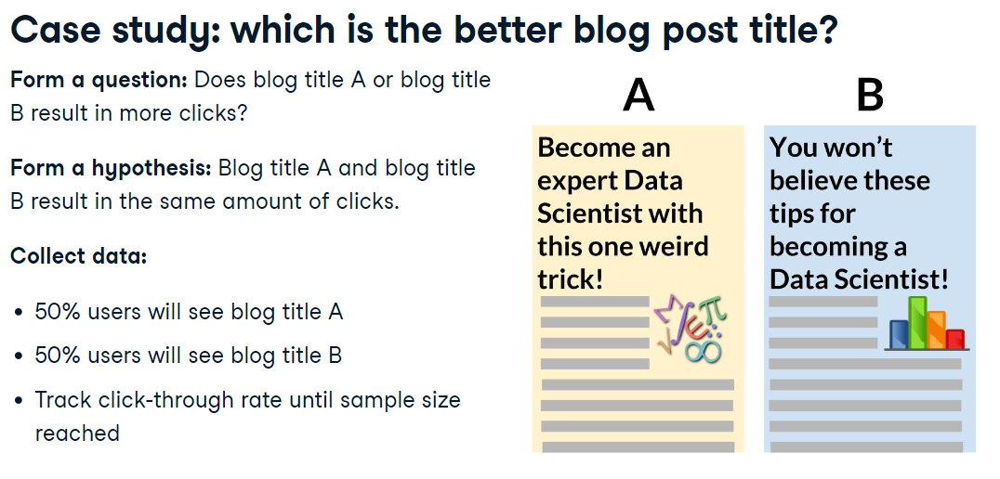 Case study: which is the better blog post title?
Form a question: Does blog title A or blog title
B result in more clicks?
Form a hypothesis: Blog title A and blog title
B result in the same amount of clicks.
Collect data:
• 50% users will see blog title A
• 50% users will see blog title B
• Track click-through rate until sample size
reached
A
Become an
expert Data
Scientist with
this one weird
trick!
B
You won’t
believe these
tips for
becoming a
Data Scientist!